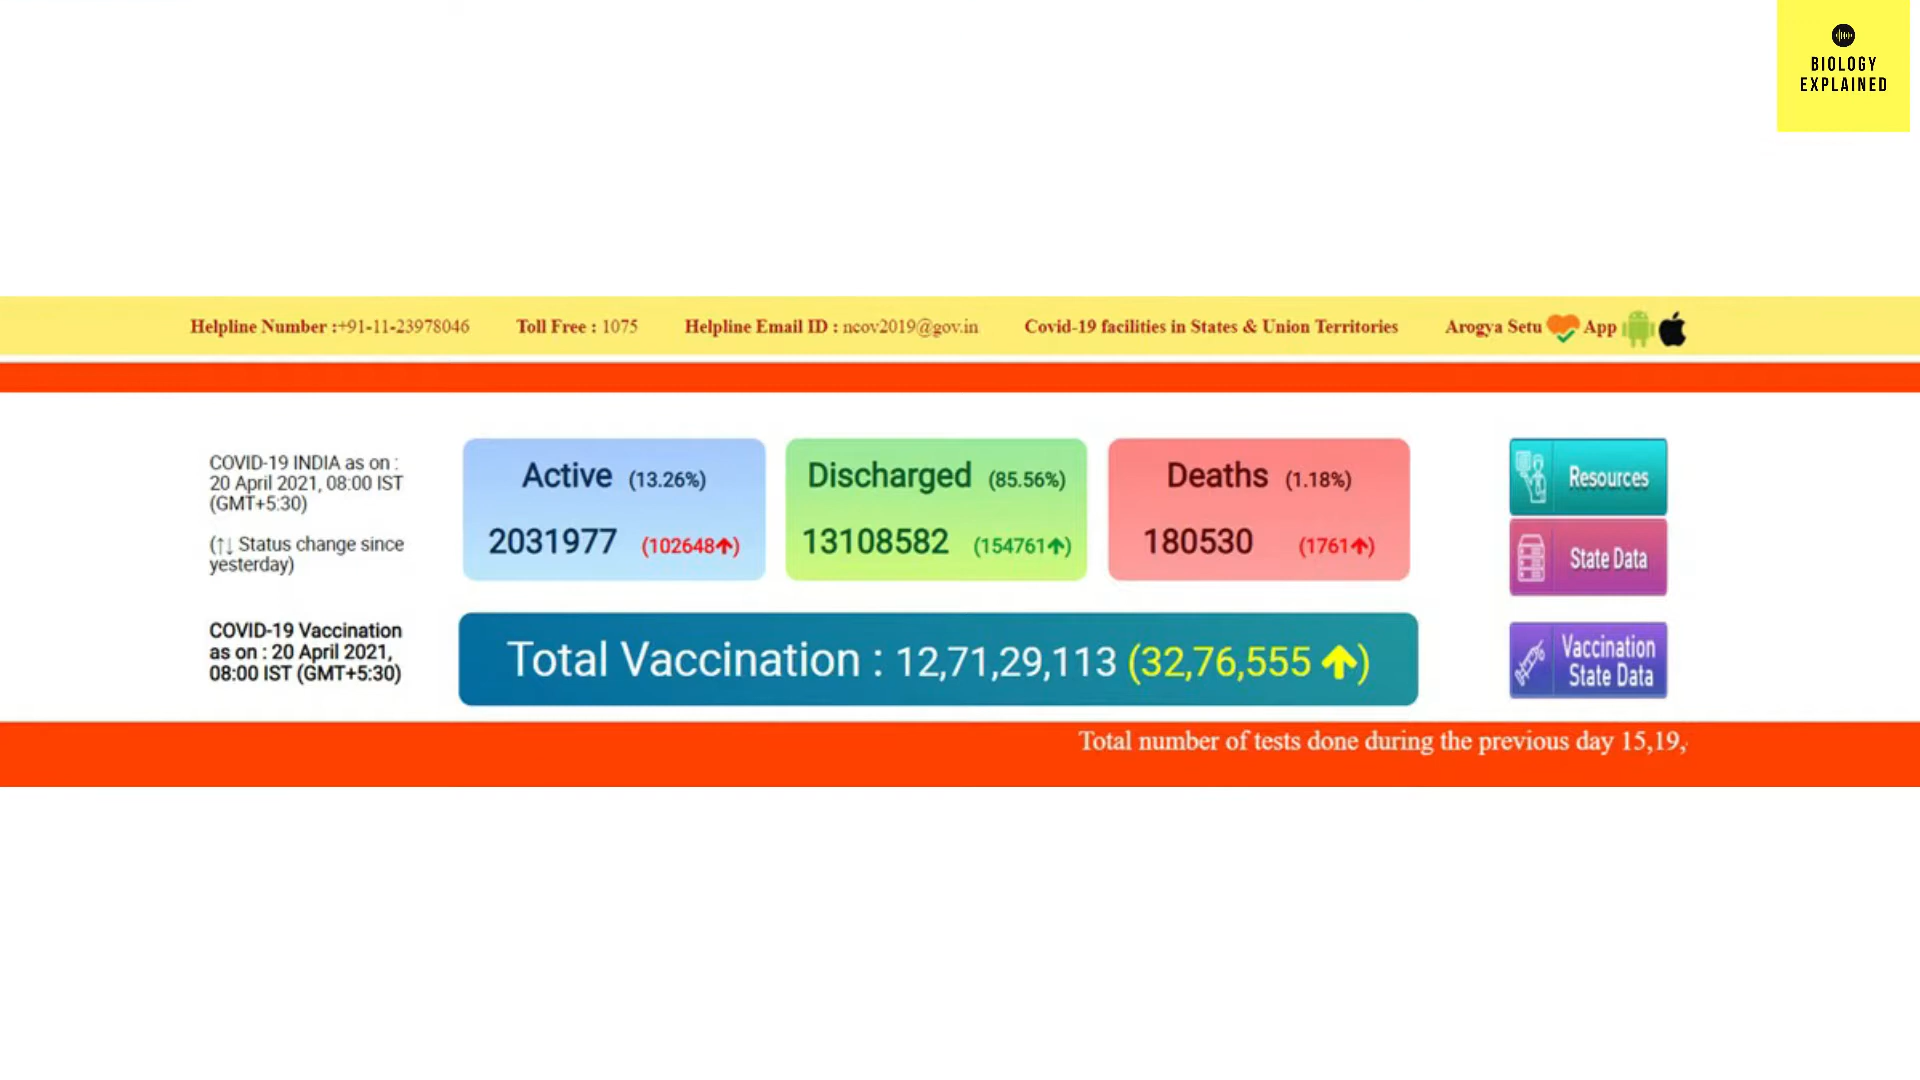 BIOLOGY
EXPLAINED
Helpline Number :+91-11-23978046 Toll Free : 1075 Helpline Email ID : ncov2019@gov.in Covid-19 facilities in States & Union Territories Arogya Setu App
COVID-19 INDIA as on :
20 April 2021, 08:00 IST
(GMT+5:30)
(↑↓ Status change since
yesterday)
Active (13.26%)
2031977 (102648↑)
Discharged (85.56%)
13108582 (154761↑)
Deaths (1.18%)
180530 (1761↑)
Resources
State Data
COVID-19 Vaccination
as on : 20 April 2021,
08:00 IST (GMT+5:30)
Total Vaccination : 12,71,29,113 (32,76,555 ↑)
Vaccination
State Data
Total number of tests done during the previous day 15,19,